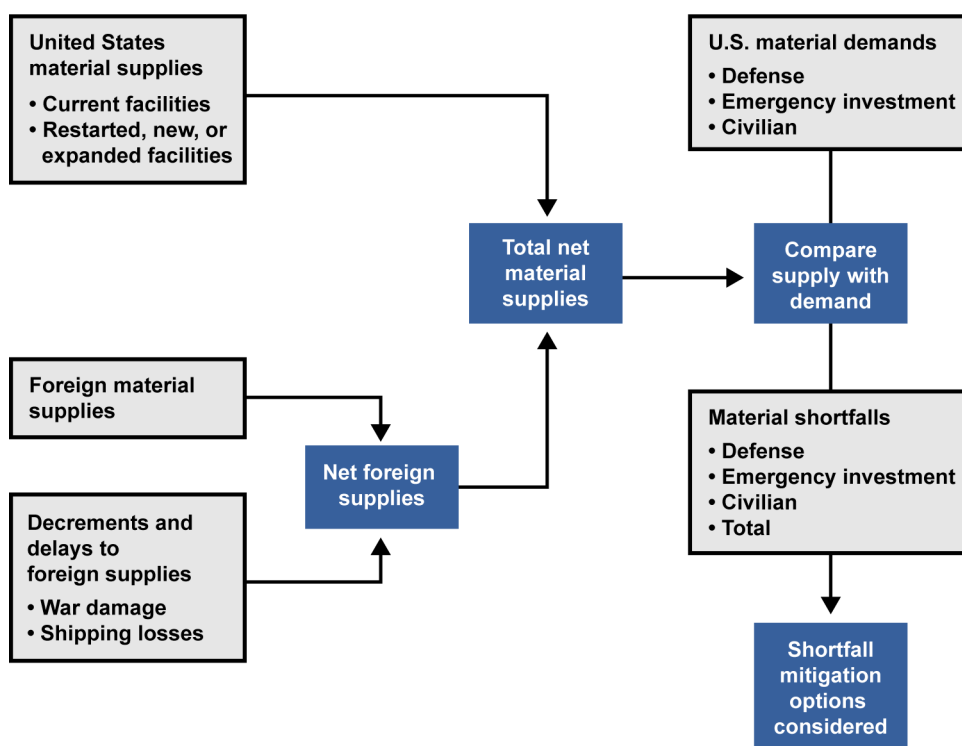 United States
material supplies
• Current facilities
• Restarted, new, or
expanded facilities
U.S. material demands
• Defense
• Emergency investment
• Civilian
Total net
material
supplies
Compare
supply with
demand
Foreign material
supplies
Net foreign
supplies
Decrements and
delays to
foreign supplies
• War damage
• Shipping losses
Material shortfalls
• Defense
• Emergency investment
• Civilian
• Total
Shortfall
mitigation
options
considered